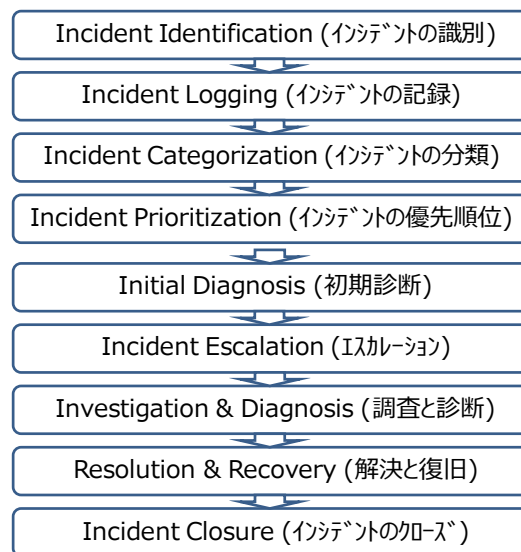 Incident Identification (ｲﾝｼﾃﾞﾝﾄの識別)
Incident Logging (ｲﾝｼﾃﾞﾝﾄの記録)
Incident Categorization (ｲﾝｼﾃﾞﾝﾄの分類)
Incident Prioritization (ｲﾝｼﾃﾞﾝﾄの優先順位)
Initial Diagnosis (初期診断)
Incident Escalation (ｴｽｶﾚｰｼｮﾝ)
Investigation & Diagnosis (調査と診断)
Resolution & Recovery (解決と復旧)
Incident Closure (ｲﾝｼﾃﾞﾝﾄのｸﾛｰｽﾞ)